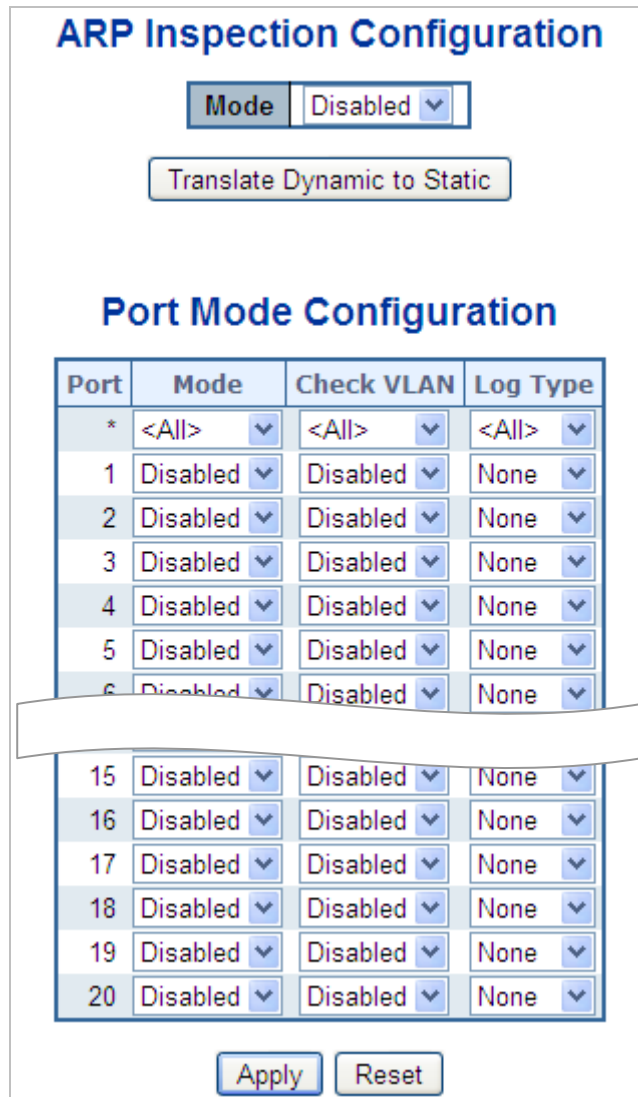 ARP Inspection Configuration
Mode Disabled
Translate Dynamic to Static
Port Mode Configuration
Port Mode Check VLAN Log Type
* <All> <All> <All>
1 Disabled Disabled None
2 Disabled Disabled None
3 Disabled Disabled None
4 Disabled Disabled None
5 Disabled Disabled None
6 Disabled Disabled None
15 Disabled Disabled None
16 Disabled Disabled None
17 Disabled Disabled None
18 Disabled Disabled None
19 Disabled Disabled None
20 Disabled Disabled None
Apply Reset